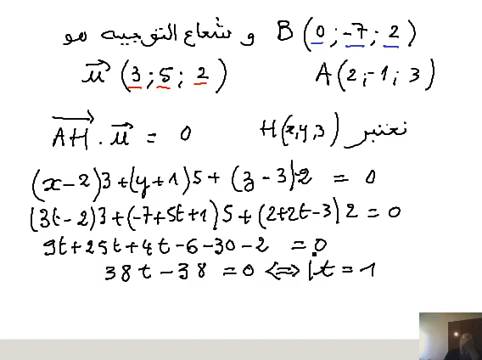 B (0 ; -7 ; 2) و شعاع التوجيه هو
u⃗ (3 ; 5 ; 2) A(2 ; -1 ; 3)
AH⃗ . u⃗ = 0 H(x,y,z) نعتبر
(x-2)3+(y+1)5+(z-3)2 = 0
(3t-2)3+(-7+5t+1)5+(2+2t-3)2=0
9t+25t+4t-6-30-2 = 0
38t-38=0 ⟺ t=1